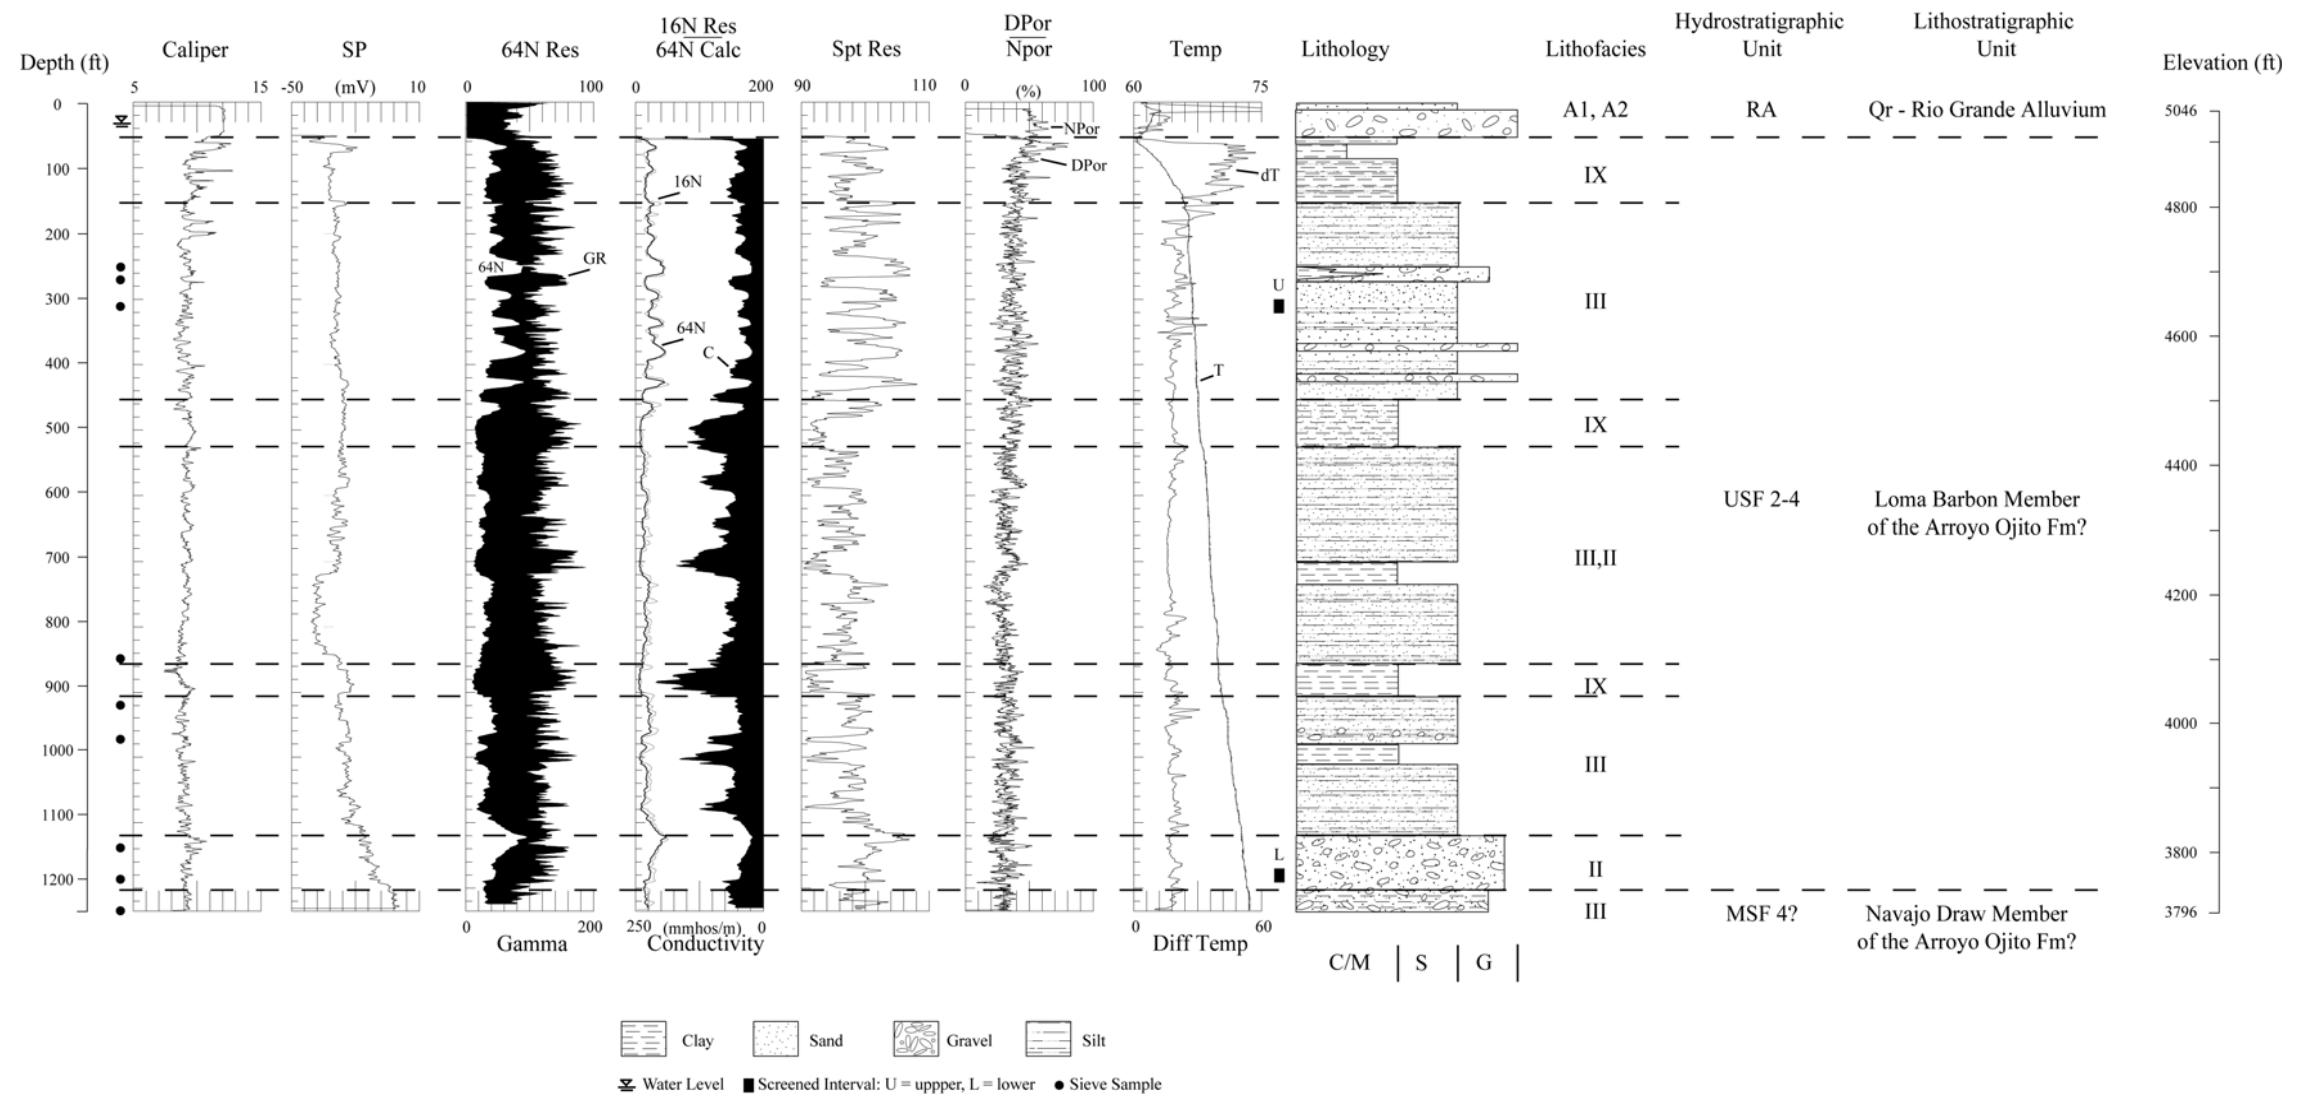 Hydrostratigraphic Lithostratigraphic
16N Res DPor
Caliper SP 64N Res 64N Calc Spt Res Npor Temp Lithology Lithofacies Unit Unit
Depth (ft) Elevation (ft)
5 15 -50 (mV) 10 0 100 0 200 90 110 0 (%) 100 60 75
0 A1, A2 RA Qr - Rio Grande Alluvium 5046
NPor
DPor
100 dT IX
16N
200 4800
GR
64N
U
300 III
64N
4600
C
400 T
500 IX
4400
600 USF 2-4 Loma Barbon Member
of the Arroyo Ojito Fm?
700 III,II
4200
800
900 IX
4000
1000 III
1100
L 3800
1200 II
III MSF 4? Navajo Draw Member 3796
of the Arroyo Ojito Fm?
0 200 250 (mmhos/m) 0 0 60
Gamma Conductivity Diff Temp
C/M S G
Clay Sand Gravel Silt
Water Level Screened Interval: U = uppper, L = lower Sieve Sample